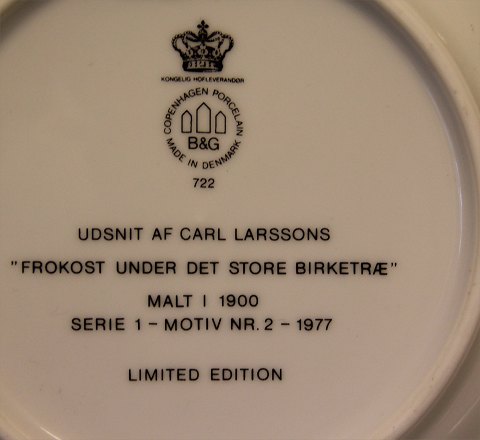 KONGELIG HOFLEVERANDØR
COPENHAGEN PORCELAIN
B&G
MADE IN DENMARK
722
UDSNIT AF CARL LARSSONS
"FROKOST UNDER DET STORE BIRKETRÆ"
MALT I 1900
SERIE 1 - MOTIV NR. 2 - 1977
LIMITED EDITION